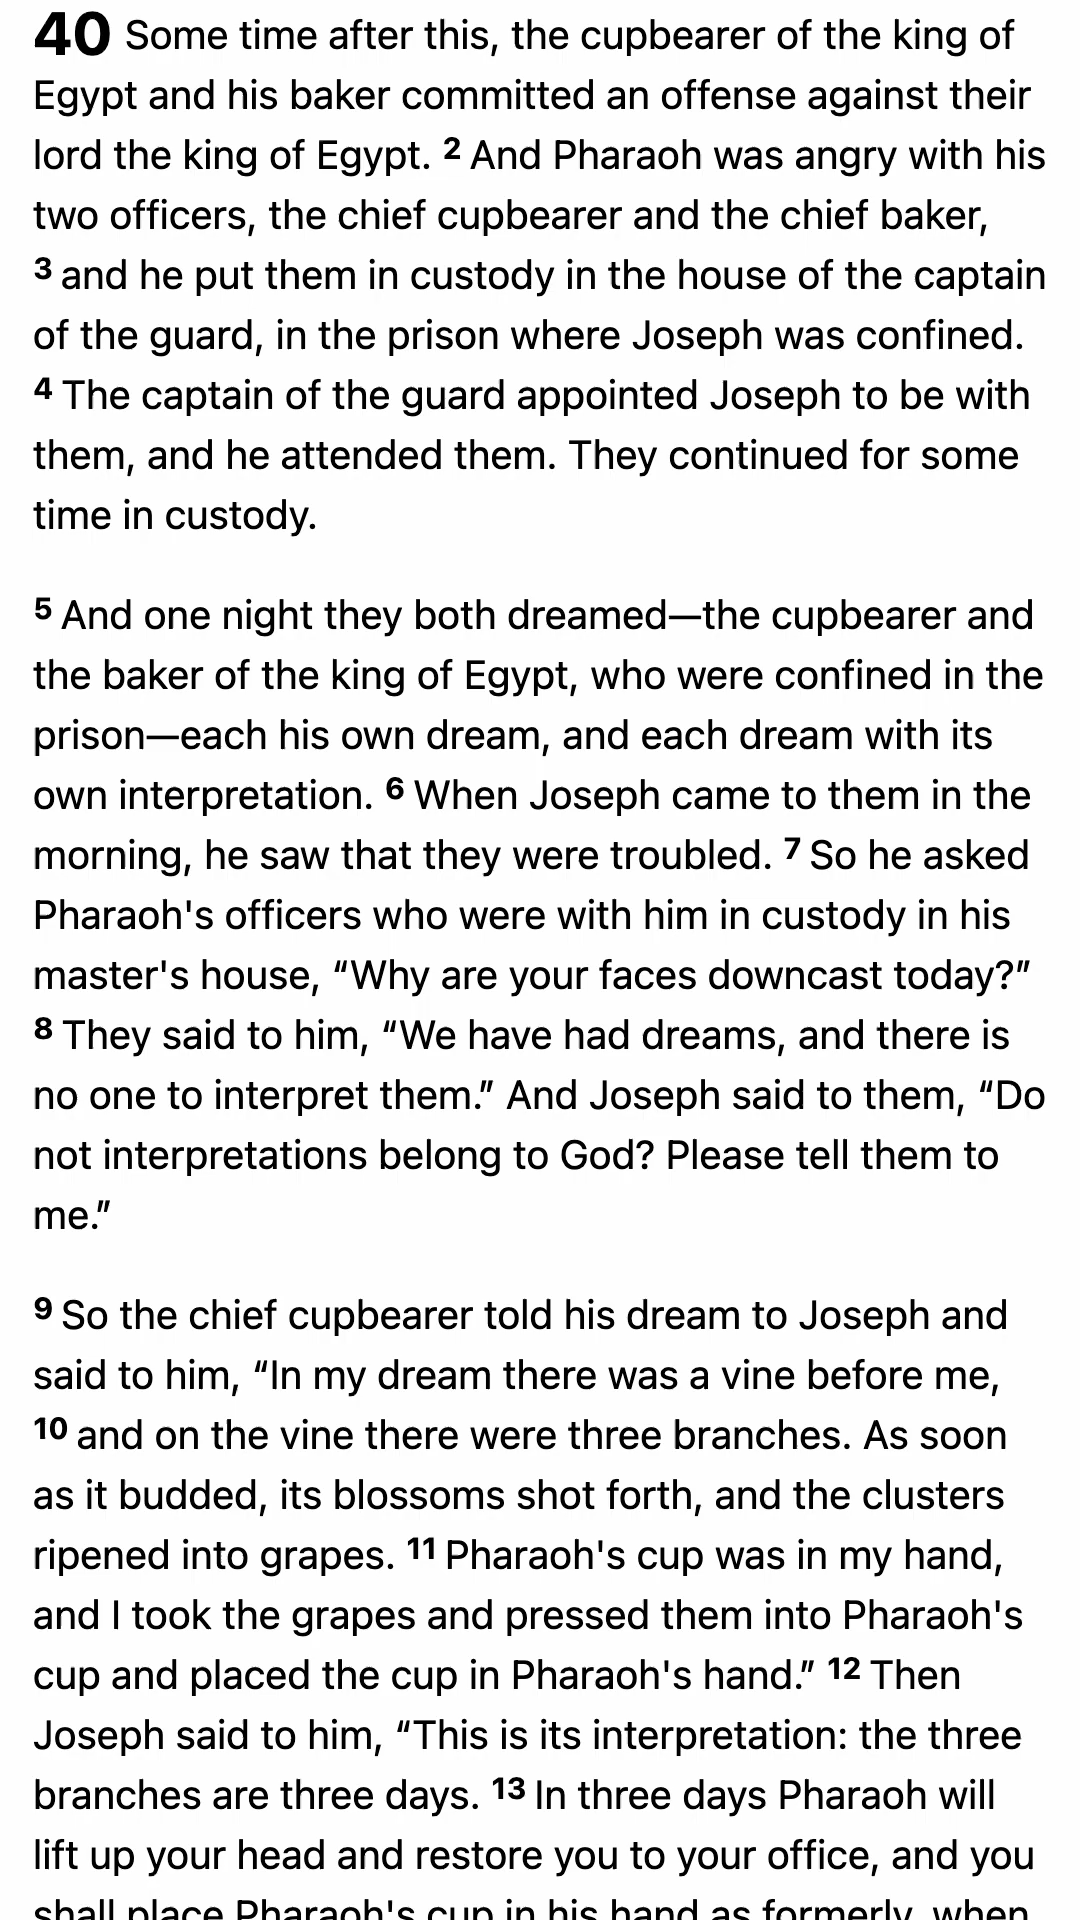 40 Some time after this, the cupbearer of the king of
Egypt and his baker committed an offense against their
lord the king of Egypt. 2 And Pharaoh was angry with his
two officers, the chief cupbearer and the chief baker,
3 and he put them in custody in the house of the captain
of the guard, in the prison where Joseph was confined.
4 The captain of the guard appointed Joseph to be with
them, and he attended them. They continued for some
time in custody.
5 And one night they both dreamed—the cupbearer and
the baker of the king of Egypt, who were confined in the
prison—each his own dream, and each dream with its
own interpretation. 6 When Joseph came to them in the
morning, he saw that they were troubled. 7 So he asked
Pharaoh's officers who were with him in custody in his
master's house, “Why are your faces downcast today?”
8 They said to him, “We have had dreams, and there is
no one to interpret them.” And Joseph said to them, “Do
not interpretations belong to God? Please tell them to
me.”
9 So the chief cupbearer told his dream to Joseph and
said to him, “In my dream there was a vine before me,
10 and on the vine there were three branches. As soon
as it budded, its blossoms shot forth, and the clusters
ripened into grapes. 11 Pharaoh's cup was in my hand,
and I took the grapes and pressed them into Pharaoh's
cup and placed the cup in Pharaoh's hand.” 12 Then
Joseph said to him, “This is its interpretation: the three
branches are three days. 13 In three days Pharaoh will
lift up your head and restore you to your office, and you
shall place Pharaoh's cup in his hand as formerly, when